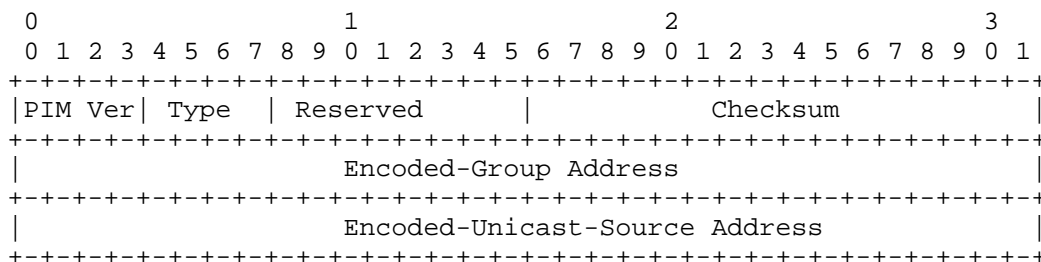 0                   1                   2                   3
 0 1 2 3 4 5 6 7 8 9 0 1 2 3 4 5 6 7 8 9 0 1 2 3 4 5 6 7 8 9 0 1
+-+-+-+-+-+-+-+-+-+-+-+-+-+-+-+-+-+-+-+-+-+-+-+-+-+-+-+-+-+-+-+-+
|PIM Ver| Type  | Reserved      |           Checksum            |
+-+-+-+-+-+-+-+-+-+-+-+-+-+-+-+-+-+-+-+-+-+-+-+-+-+-+-+-+-+-+-+-+
|                    Encoded-Group Address                      |
+-+-+-+-+-+-+-+-+-+-+-+-+-+-+-+-+-+-+-+-+-+-+-+-+-+-+-+-+-+-+-+-+
|                    Encoded-Unicast-Source Address             |
+-+-+-+-+-+-+-+-+-+-+-+-+-+-+-+-+-+-+-+-+-+-+-+-+-+-+-+-+-+-+-+-+